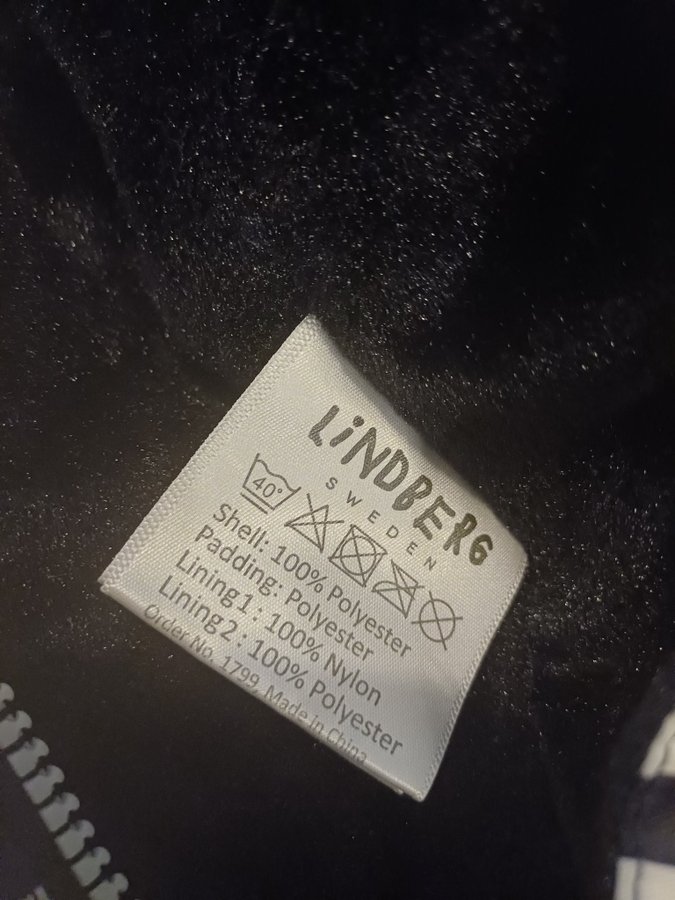 LiNDBERG
SWEDEN
40°
Shell: 100% Polyester
Padding: Polyester
Lining1: 100% Nylon
Lining2: 100% Polyester
Order No. 1799, Made in China